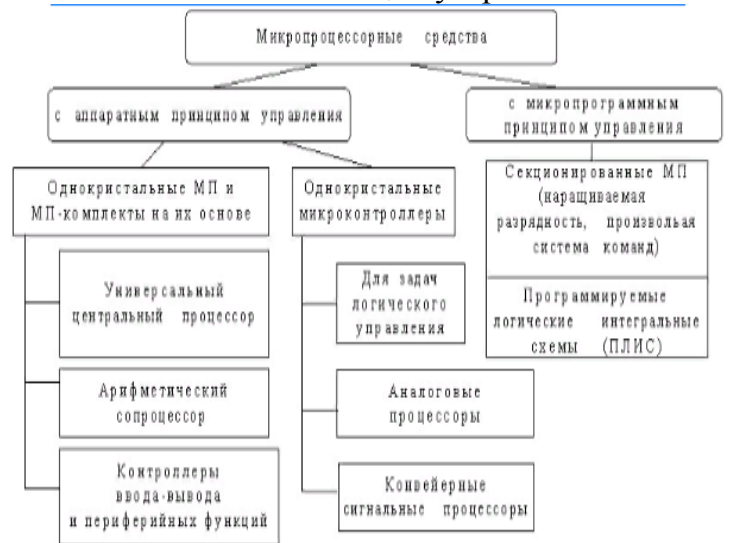 Микропроцессорные средства
с аппаратным принципом управления
с микропрограммным
принципом управления
Однокристальные МП и
МП-комплекты на их основе
Однокристальные
микроконтроллеры
Секционированные МП
(наращиваемая
разрядность, произвольая
система команд)
Универсальный
центральный процессор
Для задач
логического
управления
Программируемые
логические интегральные
схемы (ПЛИС)
Арифметический
сопроцессор
Аналоговые
процессоры
Контроллеры
ввода-вывода
и периферийных функций
Конвейерные
сигнальные процессоры